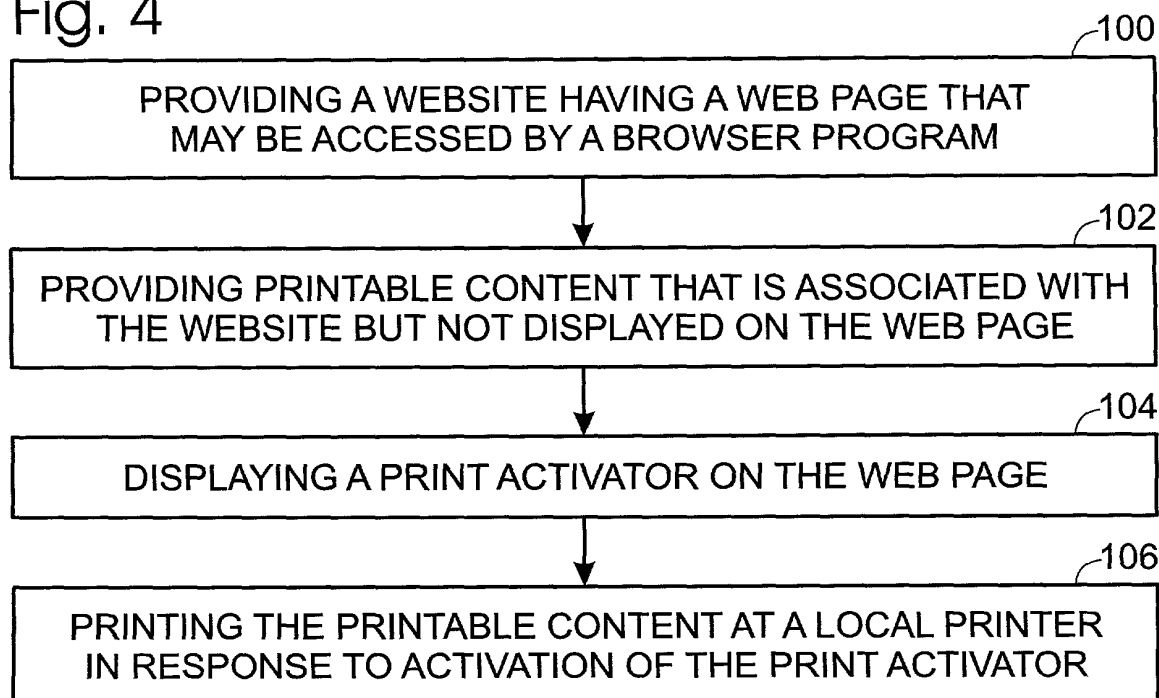 Fig. 4
100
PROVIDING A WEBSITE HAVING A WEB PAGE THAT
MAY BE ACCESSED BY A BROWSER PROGRAM
102
PROVIDING PRINTABLE CONTENT THAT IS ASSOCIATED WITH
THE WEBSITE BUT NOT DISPLAYED ON THE WEB PAGE
104
DISPLAYING A PRINT ACTIVATOR ON THE WEB PAGE
106
PRINTING THE PRINTABLE CONTENT AT A LOCAL PRINTER
IN RESPONSE TO ACTIVATION OF THE PRINT ACTIVATOR